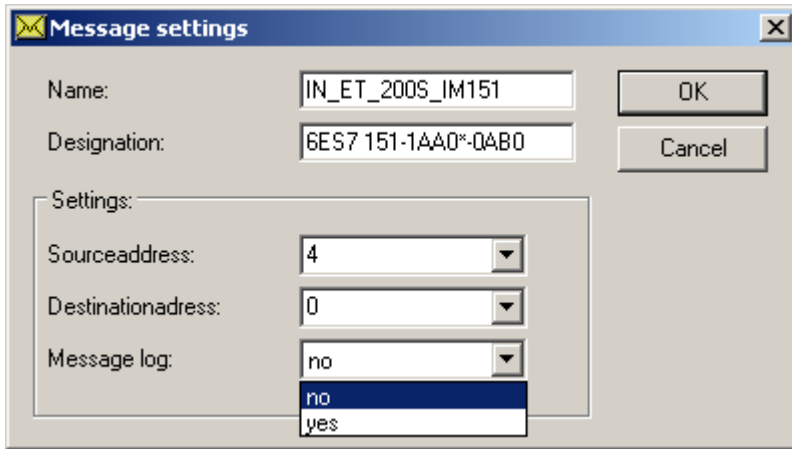 Message settings
Name: IN_ET_200S_IM151 OK
Designation: 6ES7 151-1AA0*-0AB0 Cancel
Settings:
Sourceaddress: 4
Destinationadress: 0
Message log: no
no
yes